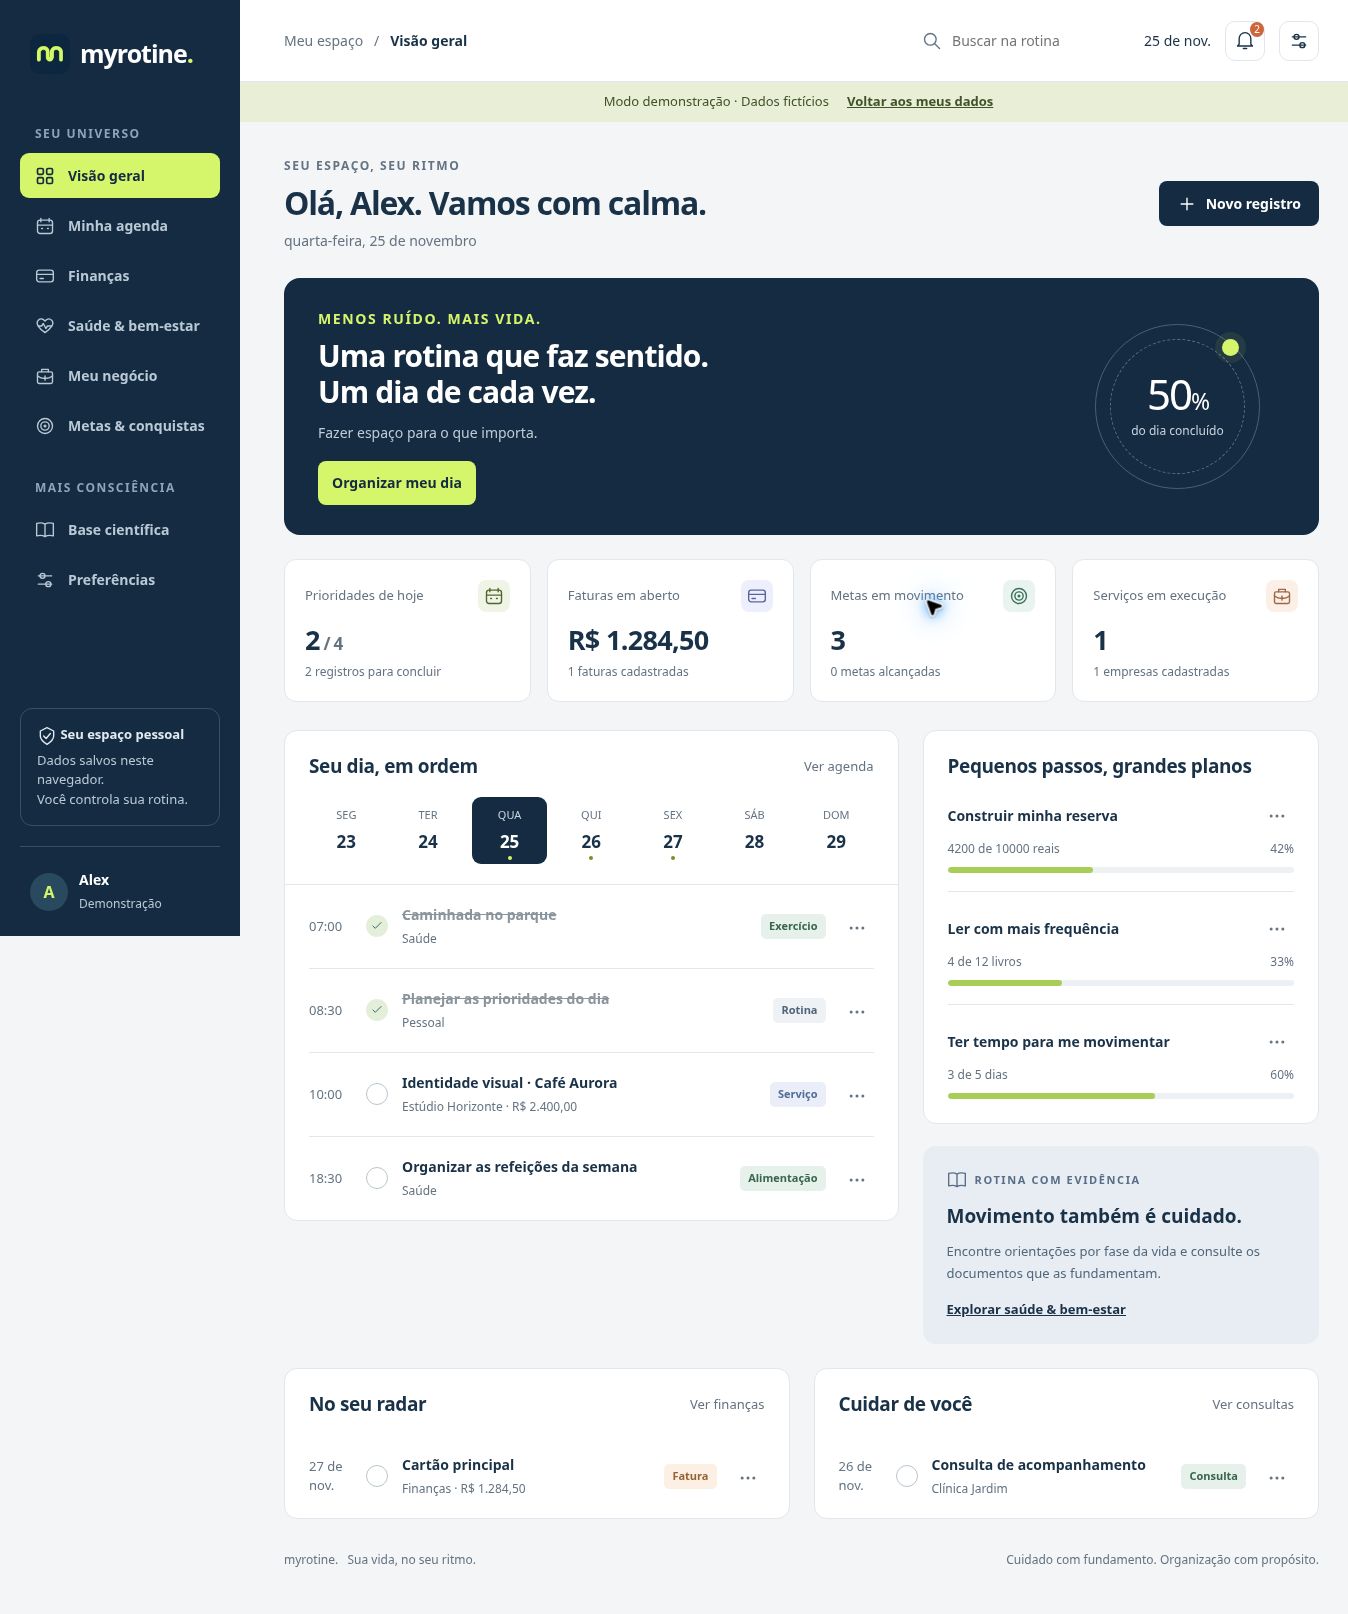 myrotine.
SEU UNIVERSO
Visão geral
Minha agenda
Finanças
Saúde & bem-estar
Meu negócio
Metas & conquistas
MAIS CONSCIÊNCIA
Base científica
Preferências
Seu espaço pessoal
Dados salvos neste
navegador.
Você controla sua rotina.
A
Alex
Demonstração
Meu espaço / Visão geral
Buscar na rotina
25 de nov.
2
Modo demonstração · Dados fictícios Voltar aos meus dados
SEU ESPAÇO, SEU RITMO
Olá, Alex. Vamos com calma.
quarta-feira, 25 de novembro
Novo registro
MENOS RUÍDO. MAIS VIDA.
Uma rotina que faz sentido.
Um dia de cada vez.
Fazer espaço para o que importa.
Organizar meu dia
50%
do dia concluído
Prioridades de hoje
2 / 4
2 registros para concluir
Faturas em aberto
R$ 1.284,50
1 faturas cadastradas
Metas em movimento
3
0 metas alcançadas
Serviços em execução
1
1 empresas cadastradas
Seu dia, em ordem
Ver agenda
SEG TER QUA QUI SEX SÁB DOM
23 24 25 26 27 28 29
07:00
Caminhada no parque
Saúde
Exercício
08:30
Planejar as prioridades do dia
Pessoal
Rotina
10:00
Identidade visual · Café Aurora
Estúdio Horizonte · R$ 2.400,00
Serviço
18:30
Organizar as refeições da semana
Saúde
Alimentação
Pequenos passos, grandes planos
Construir minha reserva
4200 de 10000 reais 42%
Ler com mais frequência
4 de 12 livros 33%
Ter tempo para me movimentar
3 de 5 dias 60%
ROTINA COM EVIDÊNCIA
Movimento também é cuidado.
Encontre orientações por fase da vida e consulte os
documentos que as fundamentam.
Explorar saúde & bem-estar
No seu radar
Ver finanças
27 de
nov.
Cartão principal
Finanças · R$ 1.284,50
Fatura
Cuidar de você
Ver consultas
26 de
nov.
Consulta de acompanhamento
Clínica Jardim
Consulta
myrotine. Sua vida, no seu ritmo.
Cuidado com fundamento. Organização com propósito.